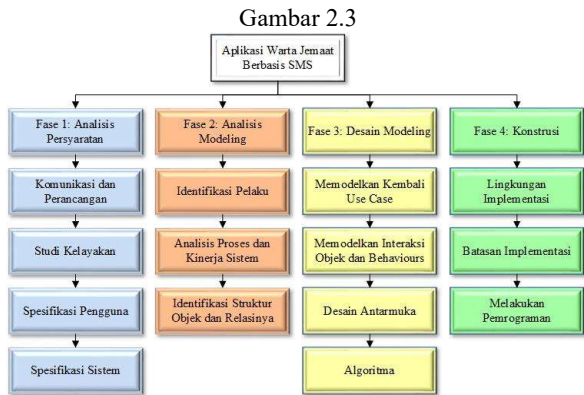 Gambar 2.3
Aplikasi Warta Jemaat
Berbasis SMS
Fase 1: Analisis
Persyaratan
Komunikasi dan
Perancangan
Studi Kelayakan
Spesifikasi Pengguna
Spesifikasi Sistem
Fase 2: Analisis
Modeling
Identifikasi Pelaku
Analisis Proses dan
Kinerja Sistem
Identifikasi Struktur
Objek dan Relasinya
Fase 3: Desain Modeling
Memodelkan Kembali
Use Case
Memodelkan Interaksi
Objek dan Behaviours
Desain Antarmuka
Algoritma
Fase 4: Konstrusi
Lingkungan
Implementasi
Batasan Implementasi
Melakukan
Pemrograman